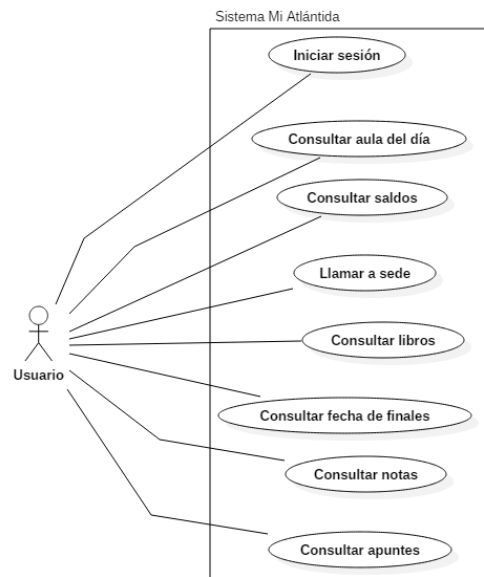 Sistema Mi Atlántida
Iniciar sesión
Consultar aula del día
Consultar saldos
Llamar a sede
Consultar libros
Usuario
Consultar fecha de finales
Consultar notas
Consultar apuntes